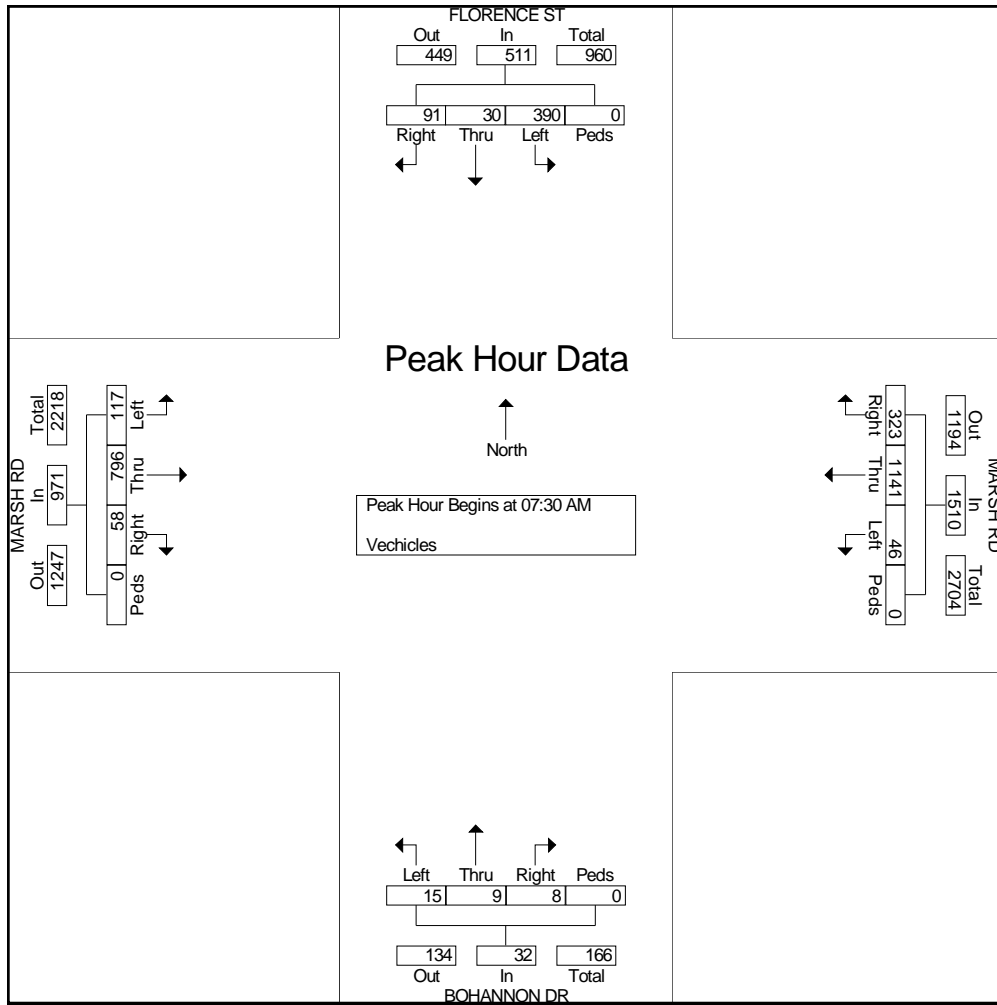 FLORENCE ST
Out In Total
449 511 960
91 30 390 0
Right Thru Left Peds
Peak Hour Data
North
Peak Hour Begins at 07:30 AM
Vechicles
MARSH RD
Total In Out
2218 971 1247
117 796 58 0
Left Thru Right Peds
MARSH RD
Out In Total
1194 1510 2704
323 1141 46 0
Right Thru Left Peds
Left Thru Right Peds
15 9 8 0
134 32 166
Out In Total
BOHANNON DR